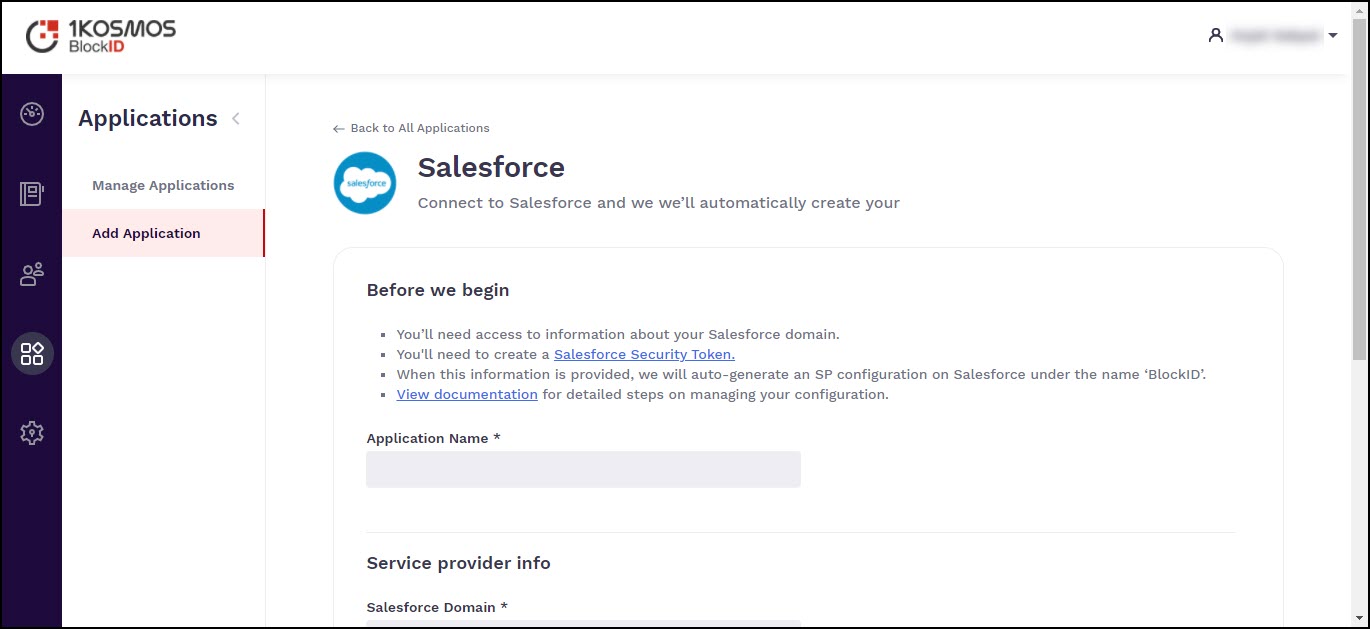 1KOSMOS
BlockID
Applications
Manage Applications
Add Application
Back to All Applications
salesforce
Salesforce
Connect to Salesforce and we we’ll automatically create your
Before we begin
You’ll need access to information about your Salesforce domain.
You'll need to create a Salesforce Security Token.
When this information is provided, we will auto-generate an SP configuration on Salesforce under the name ‘BlockID’.
View documentation for detailed steps on managing your configuration.
Application Name *
Service provider info
Salesforce Domain *